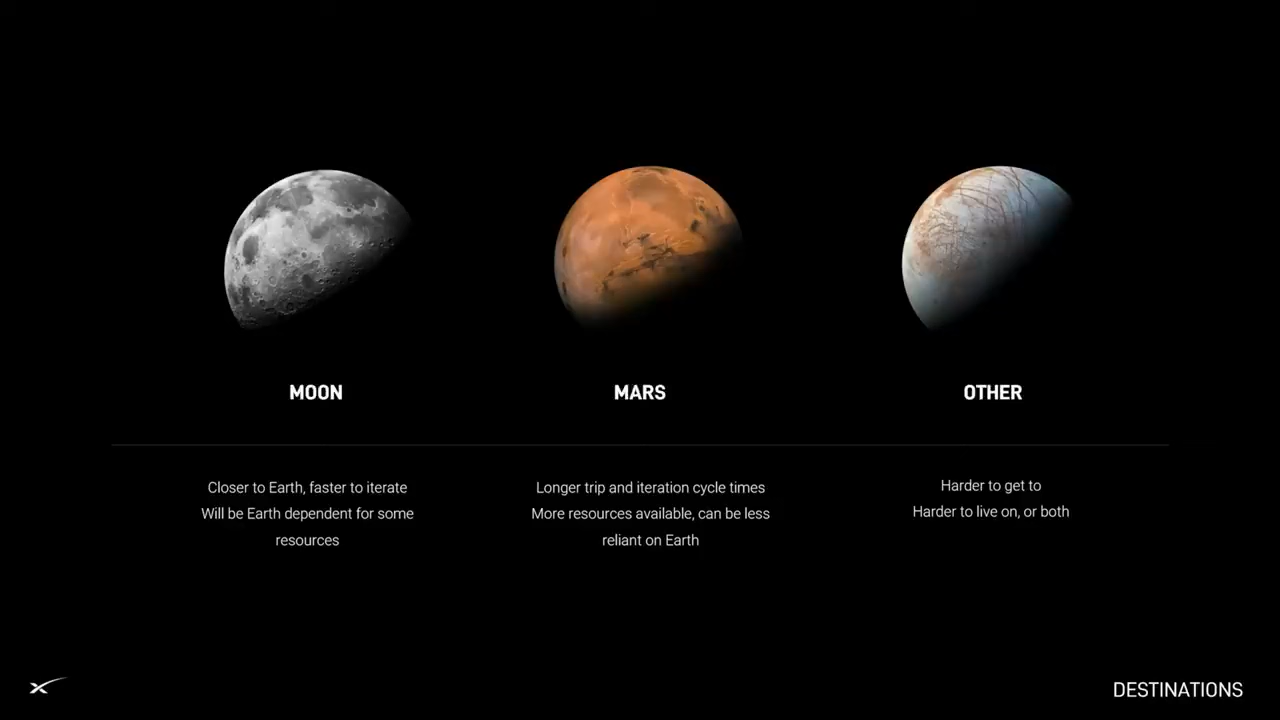 MOON
MARS
OTHER
Closer to Earth, faster to iterate
Will be Earth dependent for some
resources
Longer trip and iteration cycle times
More resources available, can be less
reliant on Earth
Harder to get to
Harder to live on, or both
DESTINATIONS